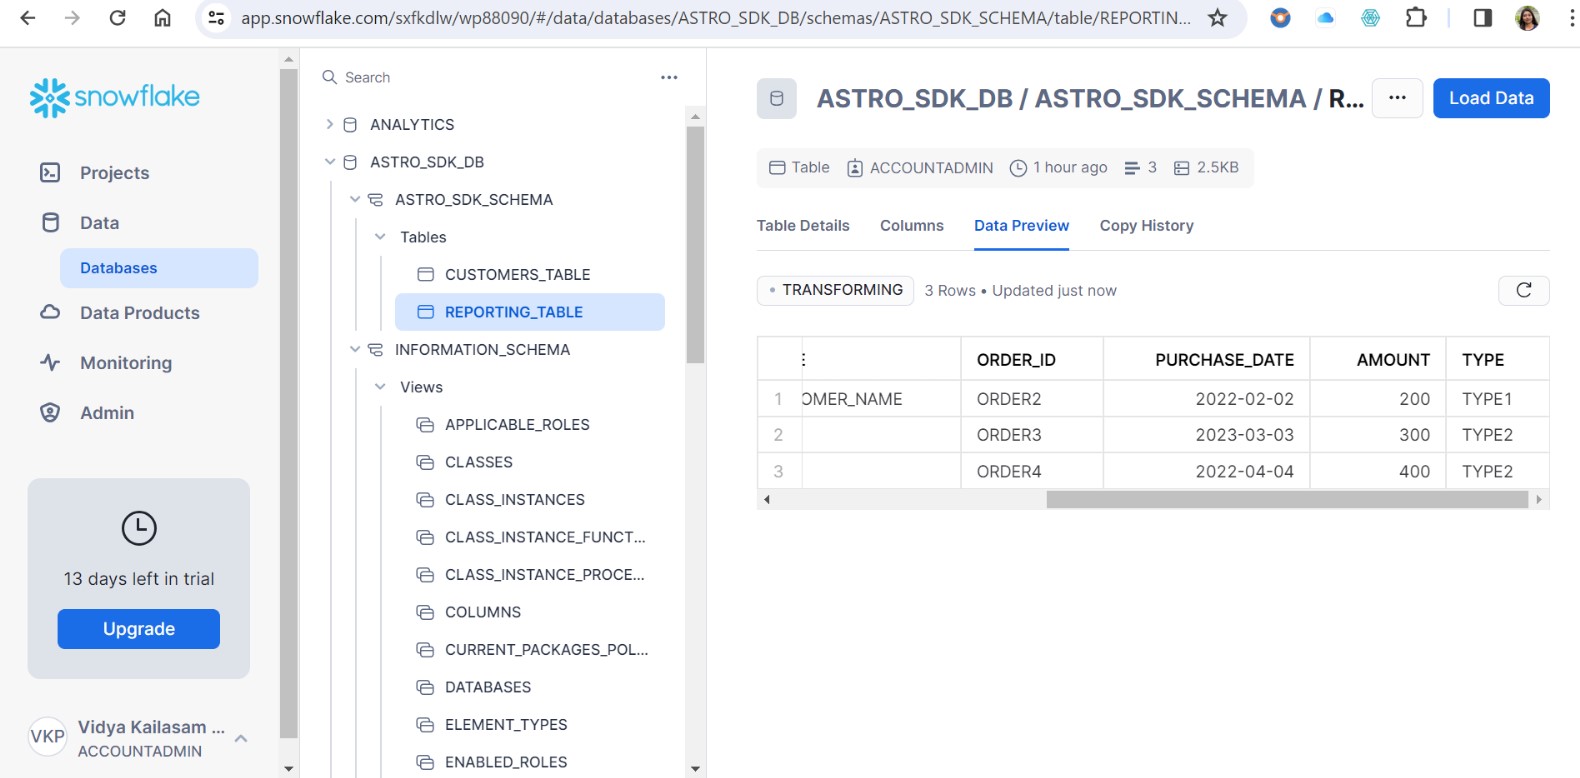 app.snowflake.com/sxfkdlw/wp88090/#/data/databases/ASTRO_SDK_DB/schemas/ASTRO_SDK_SCHEMA/table/REPORTIN...
snowflake
Projects
Data
Databases
Data Products
Monitoring
Admin
13 days left in trial
Upgrade
VKP
Vidya Kailasam ...
ACCOUNTADMIN
Search
ANALYTICS
ASTRO_SDK_DB
ASTRO_SDK_SCHEMA
Tables
CUSTOMERS_TABLE
REPORTING_TABLE
INFORMATION_SCHEMA
Views
APPLICABLE_ROLES
CLASSES
CLASS_INSTANCES
CLASS_INSTANCE_FUNCT...
CLASS_INSTANCE_PROCE...
COLUMNS
CURRENT_PACKAGES_POL...
DATABASES
ELEMENT_TYPES
ENABLED_ROLES
ASTRO_SDK_DB / ASTRO_SDK_SCHEMA / R...
Load Data
Table ACCOUNTADMIN 1 hour ago 3 2.5KB
Table Details Columns Data Preview Copy History
TRANSFORMING 3 Rows • Updated just now
ORDER_ID PURCHASE_DATE AMOUNT TYPE
1 OMER_NAME ORDER2 2022-02-02 200 TYPE1
2 ORDER3 2023-03-03 300 TYPE2
3 ORDER4 2022-04-04 400 TYPE2